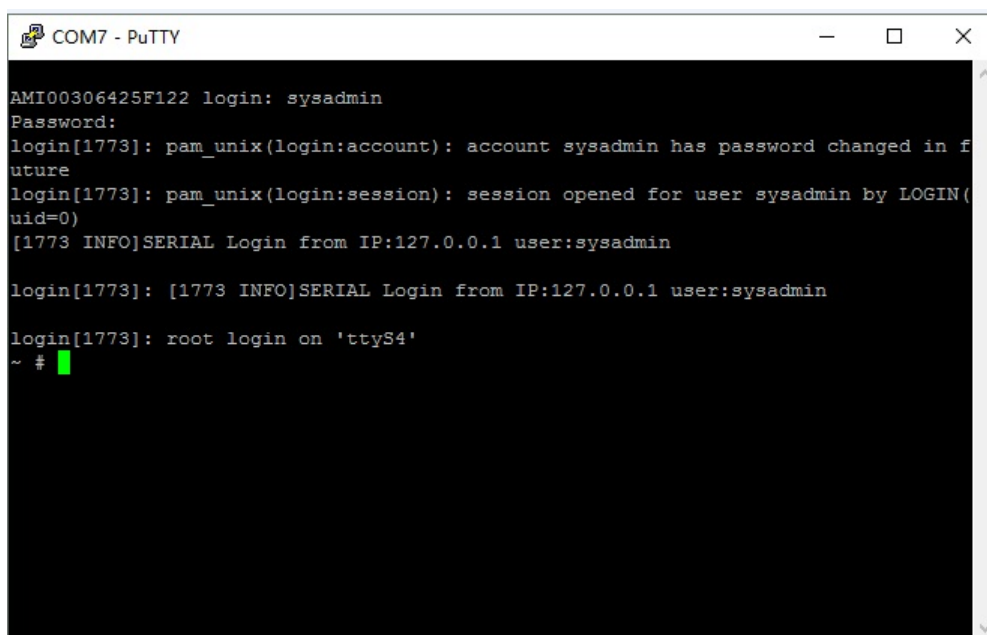 COM7 - PuTTY
AMI00306425F122 login: sysadmin
Password:
login[1773]: pam_unix(login:account): account sysadmin has password changed in f
uture
login[1773]: pam_unix(login:session): session opened for user sysadmin by LOGIN(
uid=0)
[1773 INFO]SERIAL Login from IP:127.0.0.1 user:sysadmin
login[1773]: [1773 INFO]SERIAL Login from IP:127.0.0.1 user:sysadmin
login[1773]: root login on 'ttyS4'
~ #